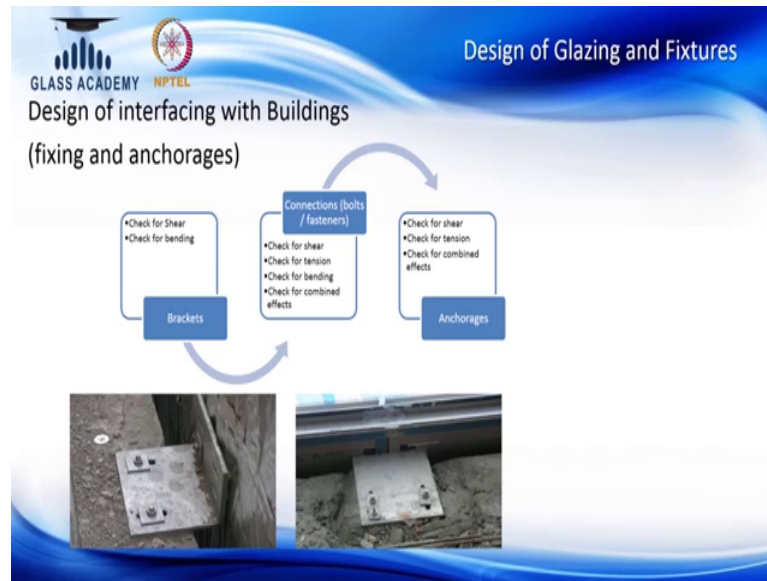 GLASS ACADEMY
NPTEL
Design of Glazing and Fixtures
Design of interfacing with Buildings
(fixing and anchorages)
•Check for Shear
•Check for bending
Brackets
Connections (bolts
/ fasteners)
•Check for shear
•Check for tension
•Check for bending
•Check for combined
effects
•Check for shear
•Check for tension
•Check for combined
effects
Anchorages